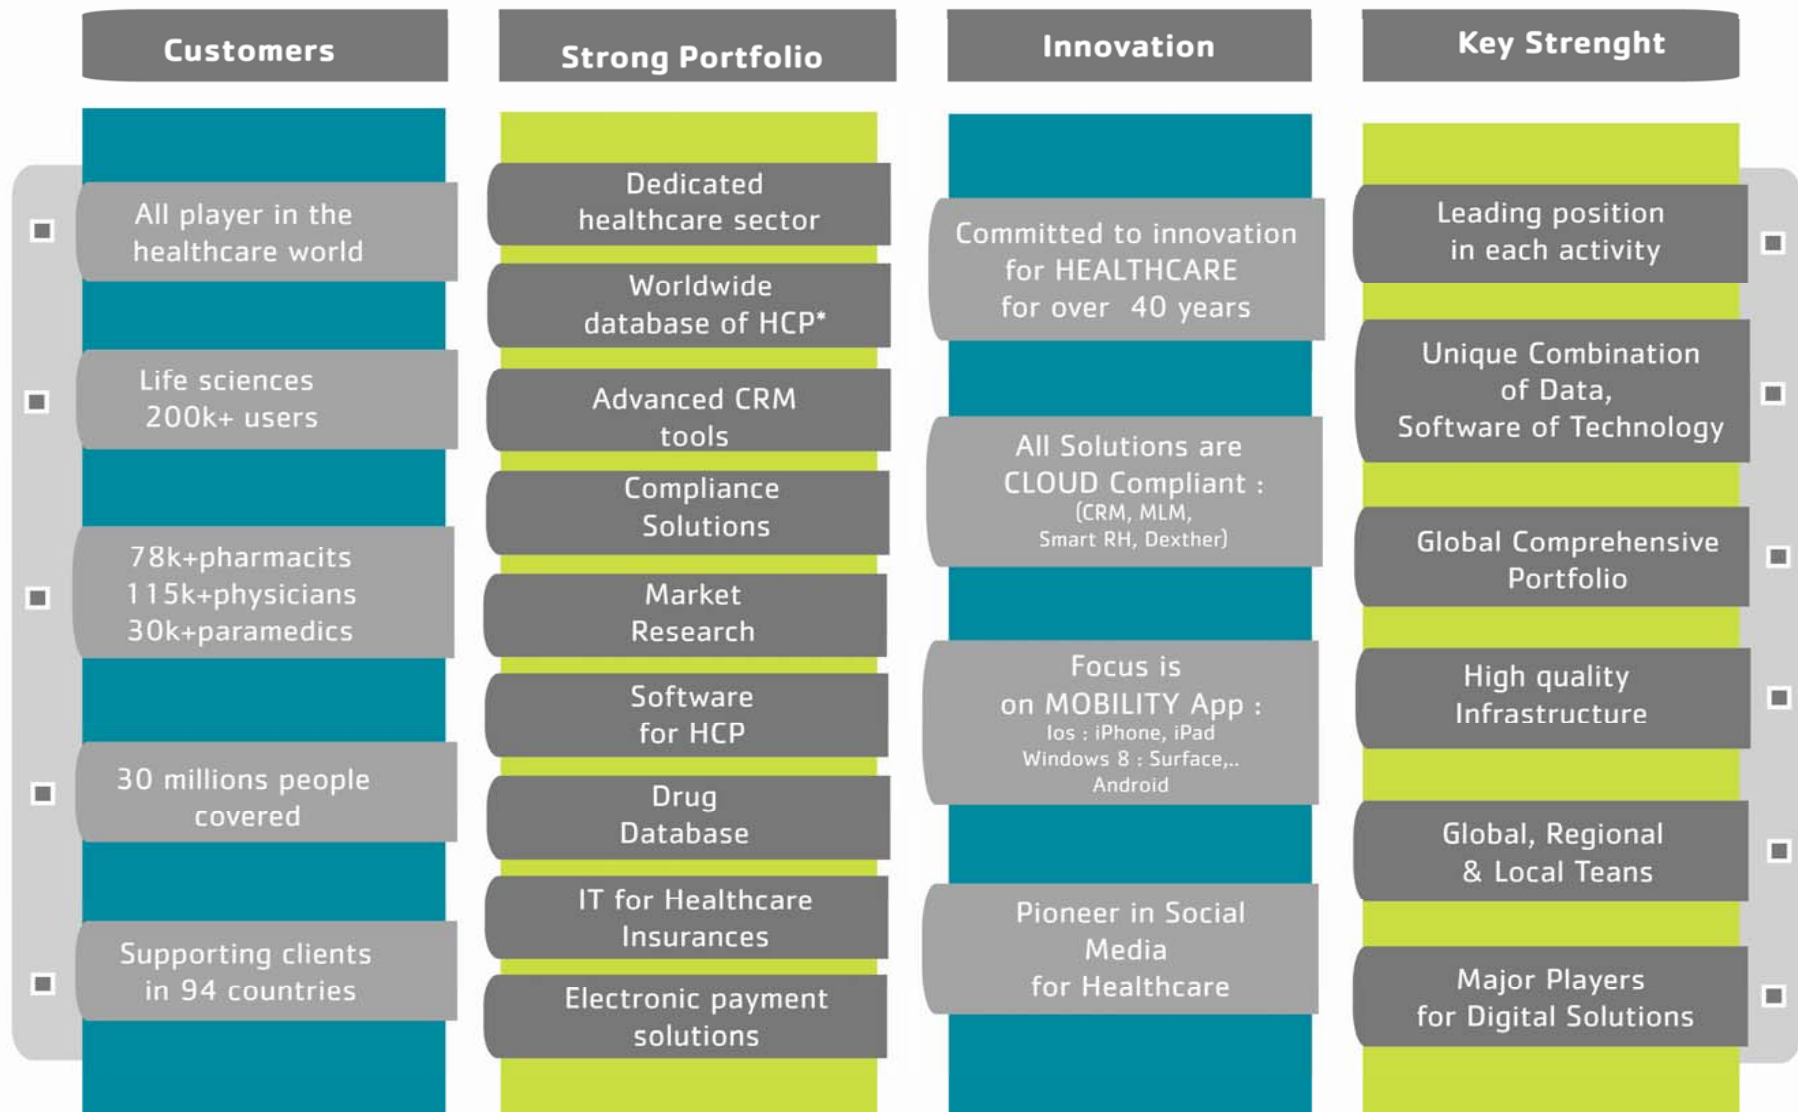 Customers
All player in the
healthcare world
Life sciences
200k+ users
78k+pharmacits
115k+physicians
30k+paramedics
30 millions people
covered
Supporting clients
in 94 countries
Strong Portfolio
Dedicated
healthcare sector
Worldwide
database of HCP*
Advanced CRM
tools
Compliance
Solutions
Market
Research
Software
for HCP
Drug
Database
IT for Healthcare
Insurances
Electronic payment
solutions
Innovation
Committed to innovation
for HEALTHCARE
for over 40 years
All Solutions are
CLOUD Compliant :
(CRM, MLM,
Smart RH, Dexther)
Focus is
on MOBILITY App :
Ios : iPhone, iPad
Windows 8 : Surface,..
Android
Pioneer in Social
Media
for Healthcare
Key Strenght
Leading position
in each activity
Unique Combination
of Data,
Software of Technology
Global Comprehensive
Portfolio
High quality
Infrastructure
Global, Regional
& Local Teans
Major Players
for Digital Solutions